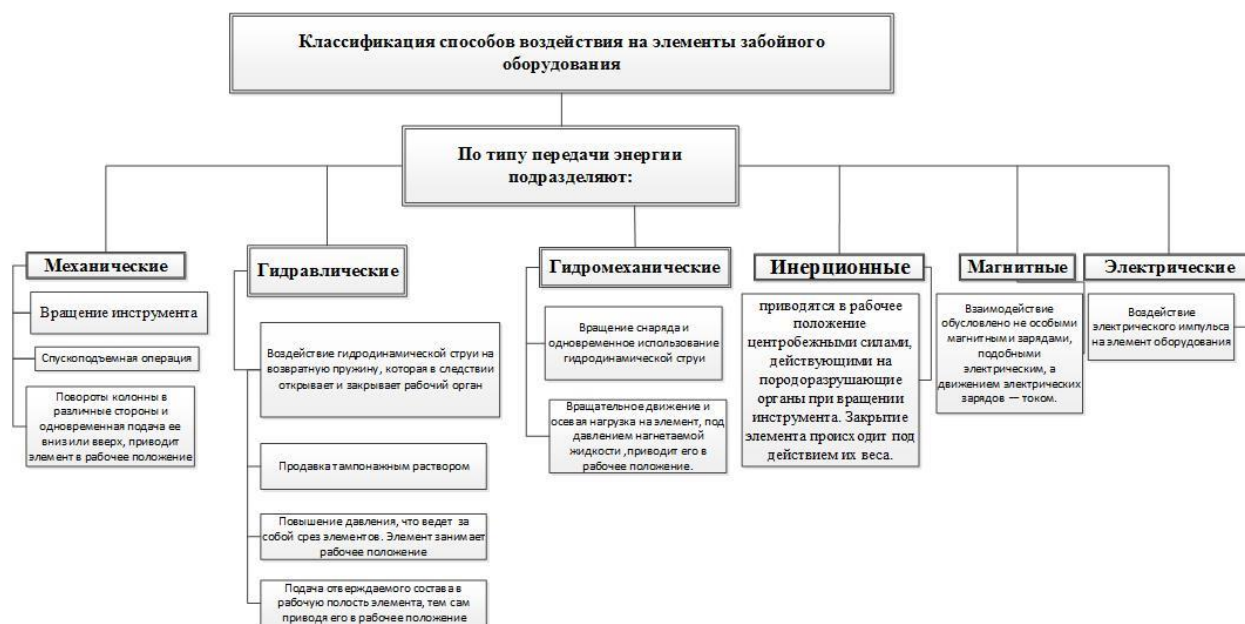 Классификация способов воздействия на элементы забойного
оборудования
По типу передачи энергии
подразделяют:
Механические
Вращение инструмента
Спускоподъемная операция
Повороты колонны в
различные стороны и
одновременная подача ее
вниз или вверх, приводит
элемент в рабочее положение
Гидравлические
Воздействие гидродинамической струи на
возвратную пружину, которая в следствии
открывает и закрывает рабочий орган
Продавка тампонажным раствором
Повышение давления, что ведет за
собой срез элементов. Элемент занимает
рабочее положение
Подача отверждаемого состава в
рабочую полость элемента, тем сам
приводя его в рабочее положение
Гидромеханические
Вращение снаряда и
одновременное использование
гидродинамической струи
Вращательное движение и
осевая нагрузка на элемент, под
давлением нагнетаемой
жидкости ,приводит его в
рабочее положение.
Инерционные
приводятся в рабочее
положение
центробежными силами,
действующими на
породоразрушающие
органы при вращении
инструмента. Закрытие
элемента происходит под
действием их веса.
Магнитные
Взаимодействие
обусловлено не особыми
магнитными зарядами,
подобными
электрическим, а
движением электрических
зарядов — током.
Электрические
Воздействие
электрического импульса
на элемент оборудования